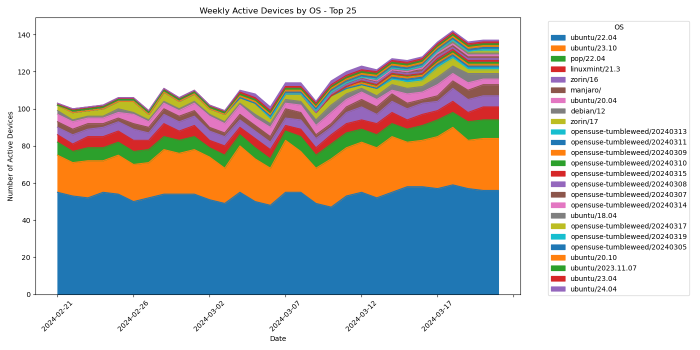 Weekly Active Devices by OS - Top 25
Number of Active Devices
140
120
100
80
60
40
20
0
2024-02-21
2024-02-26
2024-03-02
2024-03-07
2024-03-12
2024-03-17
Date
OS
ubuntu/22.04
ubuntu/23.10
pop/22.04
linuxmint/21.3
zorin/16
manjaro/
ubuntu/20.04
debian/12
zorin/17
opensuse-tumbleweed/20240313
opensuse-tumbleweed/20240311
opensuse-tumbleweed/20240309
opensuse-tumbleweed/20240310
opensuse-tumbleweed/20240315
opensuse-tumbleweed/20240308
opensuse-tumbleweed/20240307
opensuse-tumbleweed/20240314
ubuntu/18.04
opensuse-tumbleweed/20240317
opensuse-tumbleweed/20240319
opensuse-tumbleweed/20240305
ubuntu/20.10
ubuntu/2023.11.07
ubuntu/23.04
ubuntu/24.04